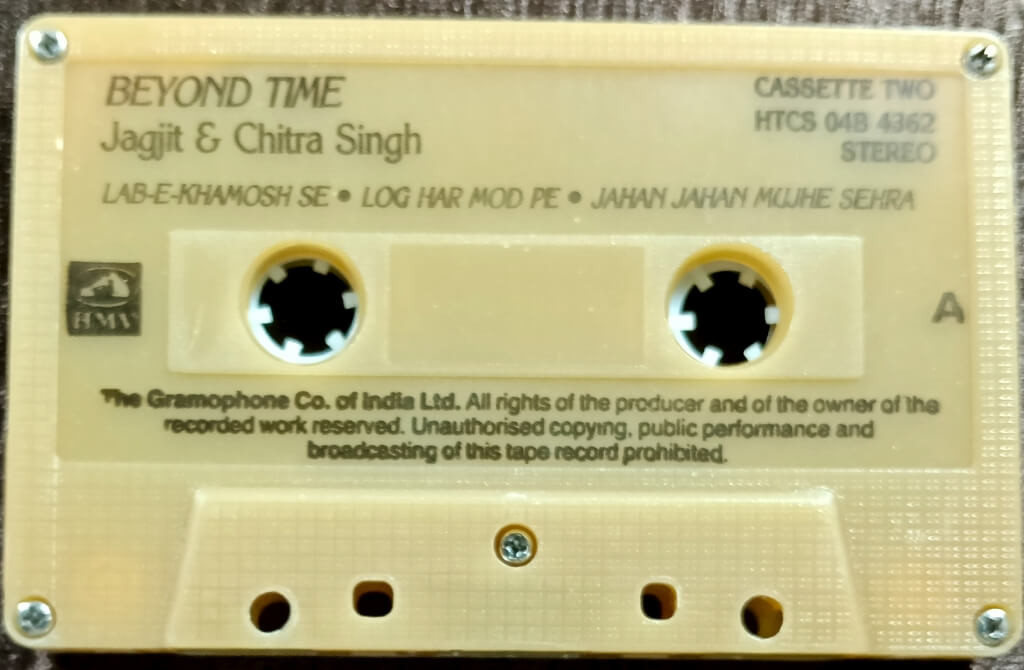 BEYOND TIME
Jagjit & Chitra Singh
CASSETTE TWO
HTCS 04B 4362
STEREO
LAB-E-KHAMOSH SE • LOG HAR MOD PE • JAHAN JAHAN MUJHE SEHRA
HMV
A
The Gramophone Co. of India Ltd. All rights of the producer and of the owner of the
recorded work reserved. Unauthorised copying, public performance and
broadcasting of this tape record prohibited.